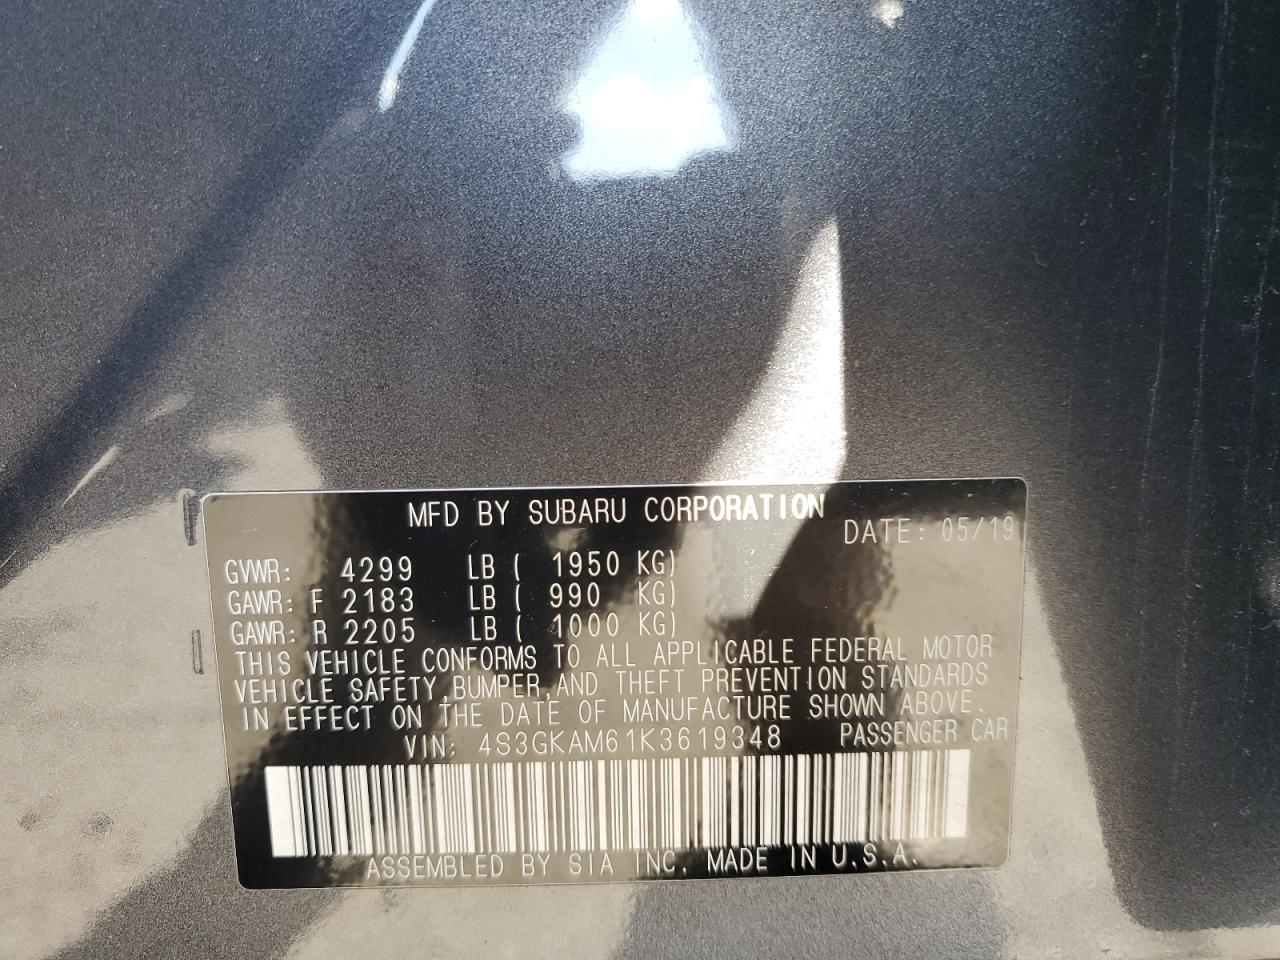 MFD BY SUBARU CORPORATION
DATE: 05/19
GVWR: 4299 LB ( 1950 KG)
GAWR: F 2183 LB ( 990 KG)
GAWR: R 2205 LB ( 1000 KG)
THIS VEHICLE CONFORMS TO ALL APPLICABLE FEDERAL MOTOR
VEHICLE SAFETY,BUMPER,AND THEFT PREVENTION STANDARDS
IN EFFECT ON THE DATE OF MANUFACTURE SHOWN ABOVE.
VIN: 4S3GKAM61K3619348 PASSENGER CAR
ASSEMBLED BY SIA INC. MADE IN U.S.A.